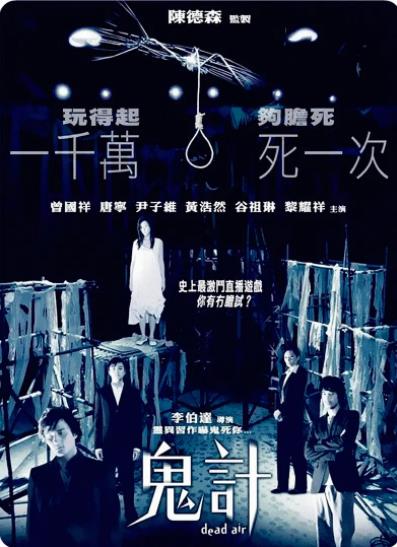 陳德森 監製
玩得起 夠膽死
一千萬 死一次
曾國祥 唐寧 尹子維 黃浩然 谷祖琳 黎耀祥 主演
史上最激鬥直播遊戲
你有冇膽試？
李伯達 導演
靈異習作嚇鬼死你...
鬼計
dead air